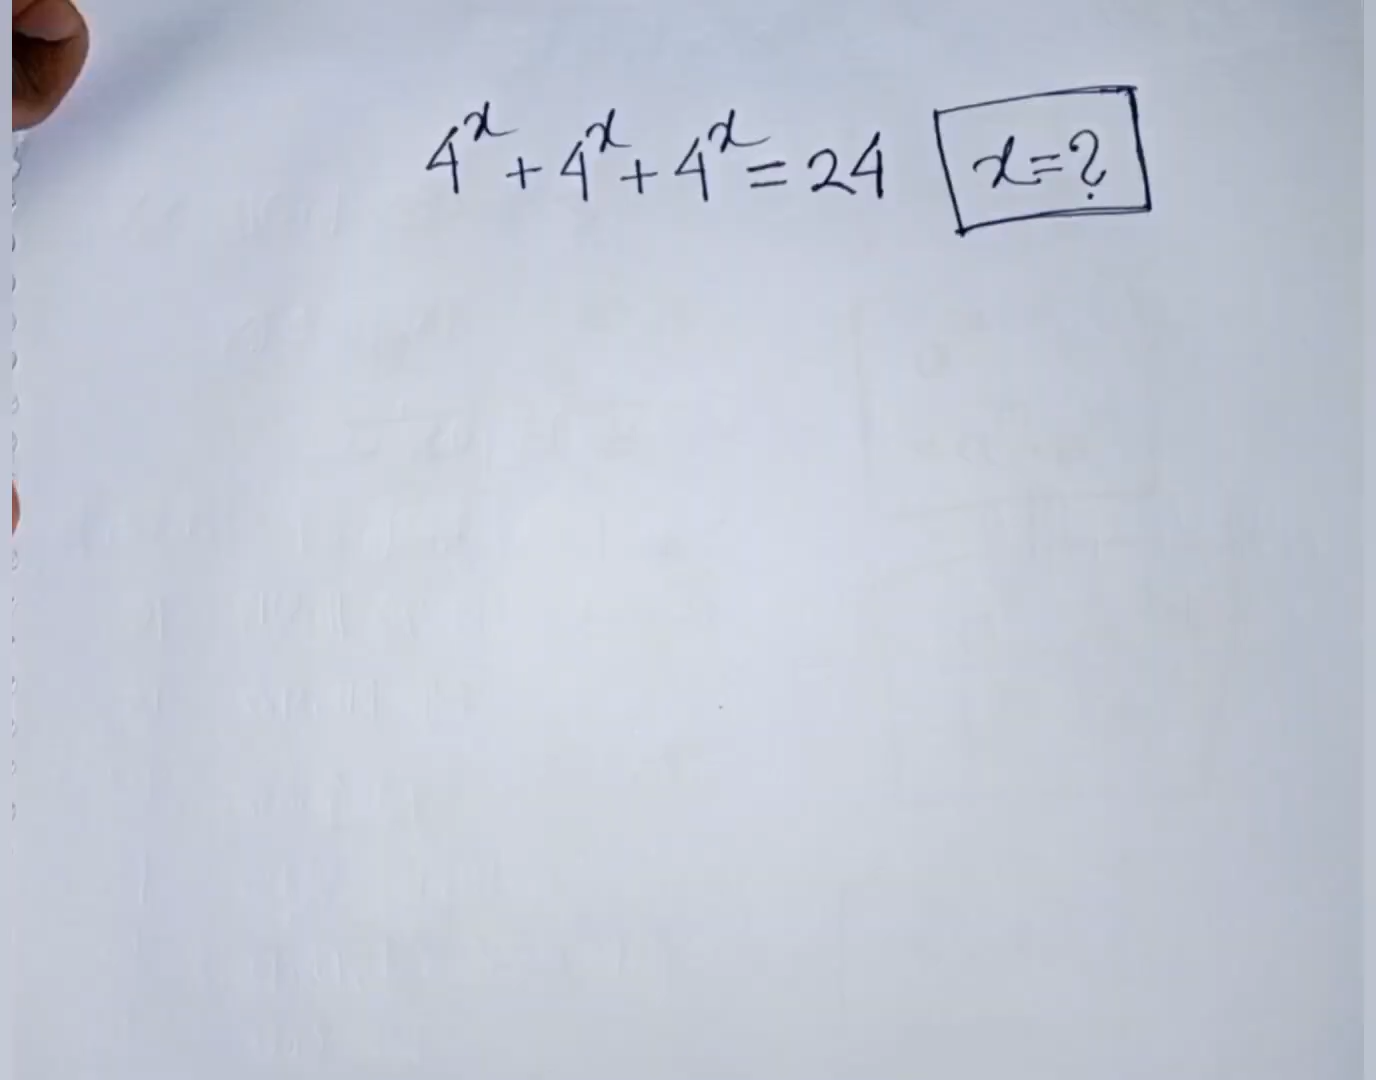 4^x + 4^x + 4^x = 24 x = ?